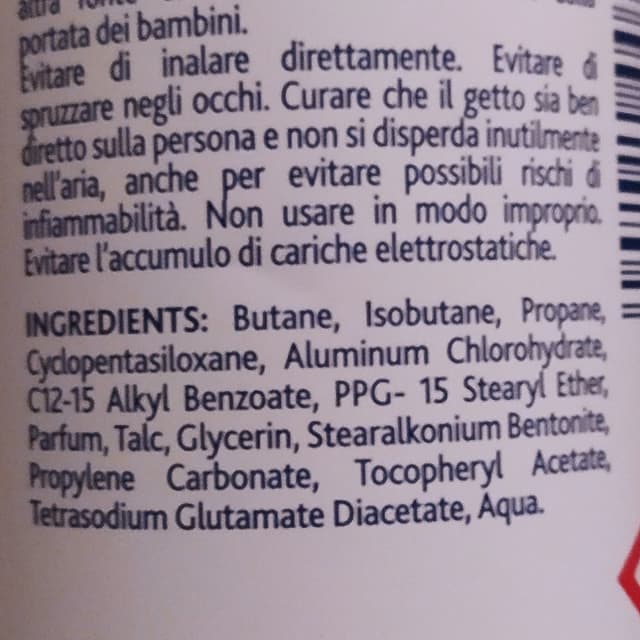 altra
portata dei bambini.
Evitare di inalare direttamente. Evitare di
spruzzare negli occhi. Curare che il getto sia ben
diretto sulla persona e non si disperda inutilmente
nell'aria, anche per evitare possibili rischi di
infiammabilità. Non usare in modo improprio.
Evitare l'accumulo di cariche elettrostatiche.
INGREDIENTS: Butane, Isobutane, Propane,
Cyclopentasiloxane, Aluminum Chlorohydrate,
C12-15 Alkyl Benzoate, PPG- 15 Stearyl Ether,
Parfum, Talc, Glycerin, Stearalkonium Bentonite,
Propylene Carbonate, Tocopheryl Acetate,
Tetrasodium Glutamate Diacetate, Aqua.